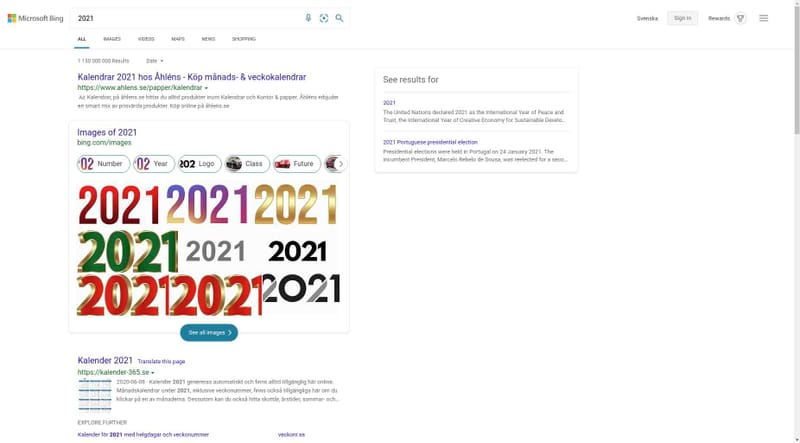 Microsoft Bing
2021
Svenska
Sign in
Rewards
ALL
IMAGES
VIDEOS
MAPS
NEWS
SHOPPING
1 130 000 000 Results
Date
Kalendrar 2021 hos Åhléns - Köp månads- & veckokalendrar
https://www.ahlens.se/papper/kalendrar
Ad Kalendrar, på åhlens.se hittar du alltid produkter inom Kalendrar och Kontor & papper. Åhléns erbjuder
en smart mix av prisvärda produkter. Köp online på åhlens.se
Images of 2021
bing.com/images
Number
Year
Logo
Class
Future
2021 2021 2021
2021 2021 2021
2021 2021 2021
See all images
Kalender 2021 Translate this page
https://kalender-365.se
2020-06-08 · Kalender 2021 genereras automatiskt och finns alltid tillgänglig här online.
Månadskalendrar under 2021, inklusive veckonummer, finns också tillgängliga här om du
klickar på en av månaderna. Dessutom kan du också hitta skottår, årstider, sommar- och...
EXPLORE FURTHER
Kalender för 2021 med helgdagar och veckonummer
veckonr.se
See results for
2021
The United Nations declared 2021 as the International Year of Peace and
Trust, the International Year of Creative Economy for Sustainable Develo...
2021 Portuguese presidential election
Presidential elections were held in Portugal on 24 January 2021. The
incumbent President, Marcelo Rebelo de Sousa, was reelected for a seco...